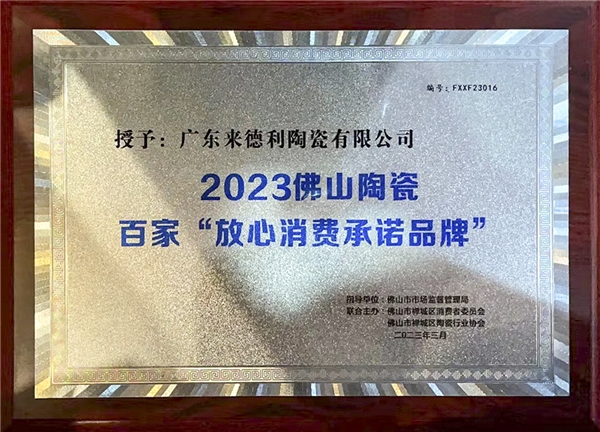 编号：FXXF23016
授予：广东来德利陶瓷有限公司
2023佛山陶瓷
百家“放心消费承诺品牌”
指导单位：佛山市市场监督管理局
联合主办：佛山市禅城区消费者委员会
佛山市禅城区陶瓷行业协会
二〇二三年三月